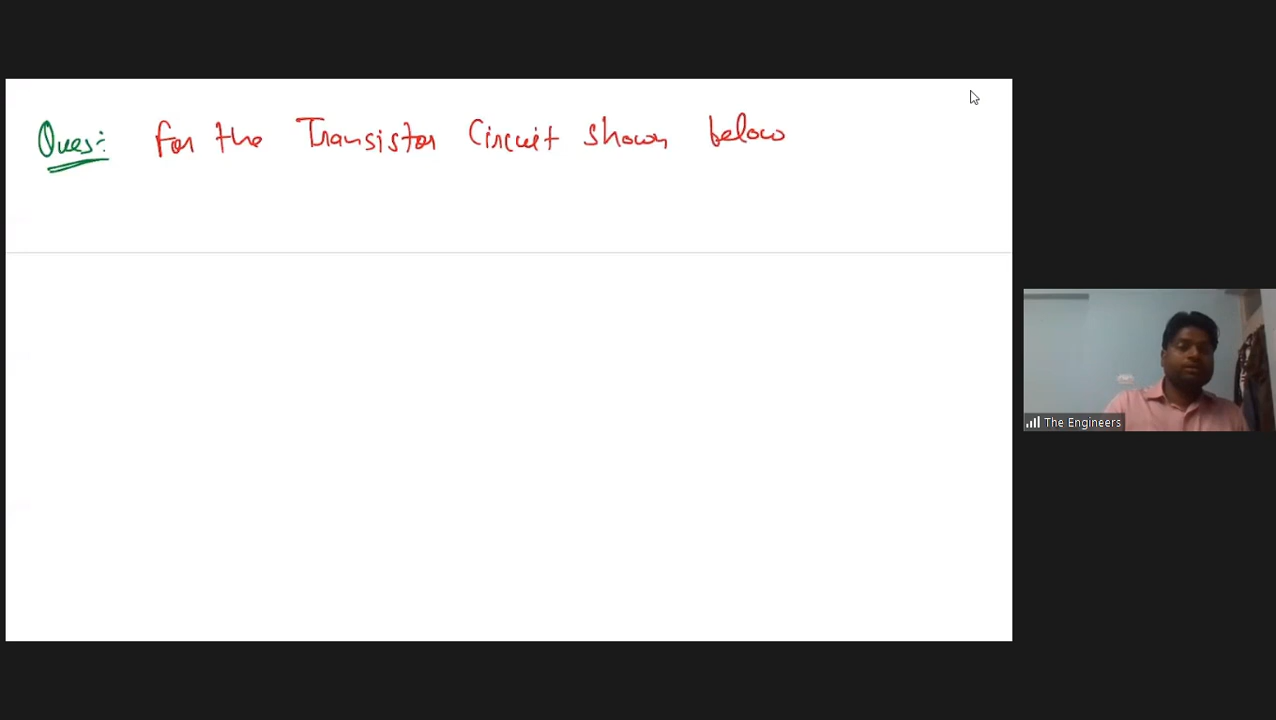 Ques:- For the Transistor Circuit shown below
The Engineers